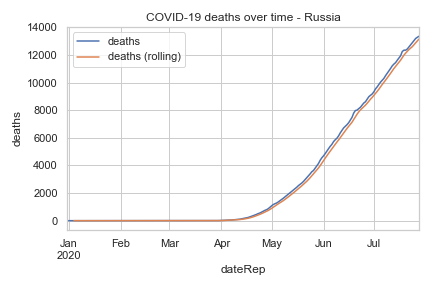 COVID-19 deaths over time - Russia
deaths
deaths (rolling)
14000
12000
10000
8000
6000
4000
2000
0
deaths
Jan
2020
Feb
Mar
Apr
May
Jun
Jul
dateRep